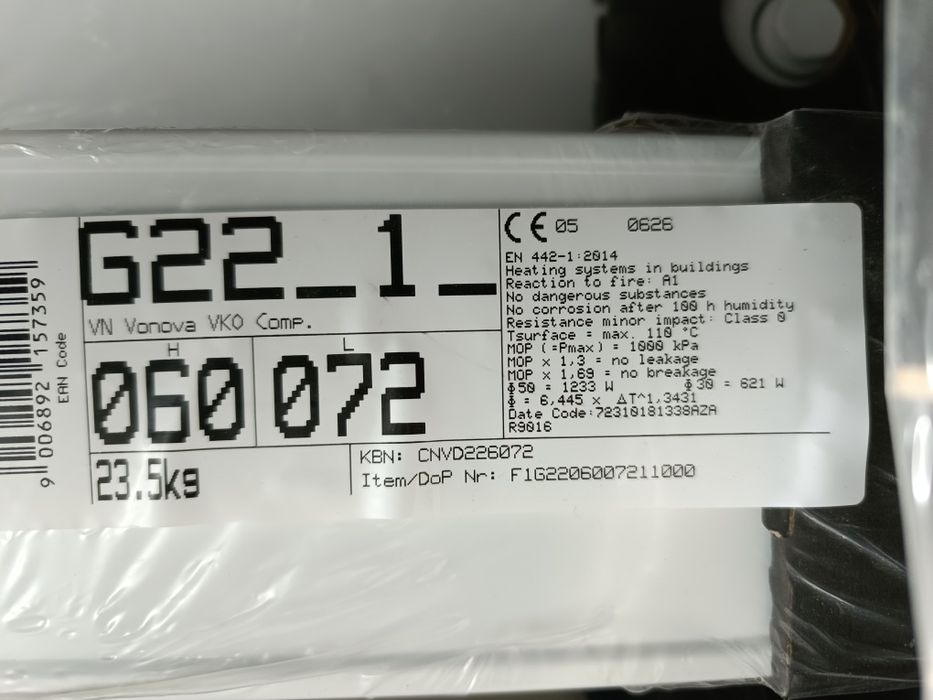 G22_1_
VN Vonova VKO Comp.
H
060
L
072
23.5kg
9 006892 157359
EAN Code
CE 05 0626
EN 442-1:2014
Heating systems in buildings
Reaction to fire: A1
No dangerous substances
No corrosion after 100 h humidity
Resistance minor impact: Class 0
Tsurface = max. 110 °C
MOP (=Pmax) = 1000 kPa
MOP x 1,3 = no leakage
MOP x 1,69 = no breakage
Φ50 = 1233 W Φ30 = 621 W
Φ = 6,445 x ΔT^1,3431
Date Code:72310181338AZA
R9016
KBN: CNVD226072
Item/DoP Nr: F1G2206007211000